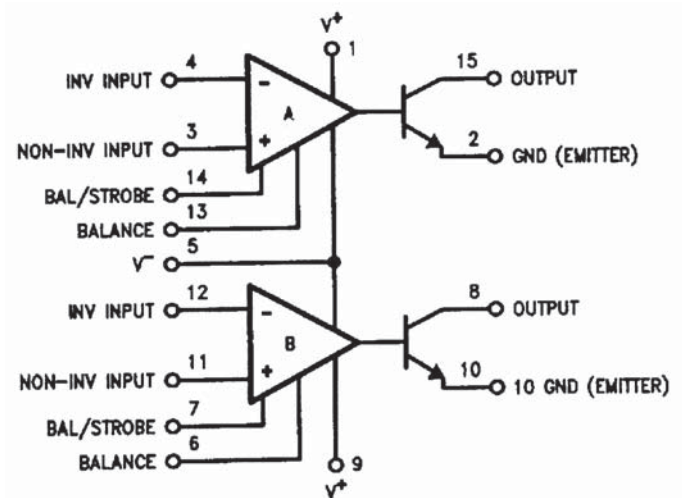 V+
1
4
INV INPUT
-
15
OUTPUT
A
3
NON-INV INPUT
+
2
GND (EMITTER)
14
BAL/STROBE
13
BALANCE
5
V-
12
INV INPUT
-
8
OUTPUT
B
11
NON-INV INPUT
+
10
10 GND (EMITTER)
7
BAL/STROBE
6
BALANCE
9
V+